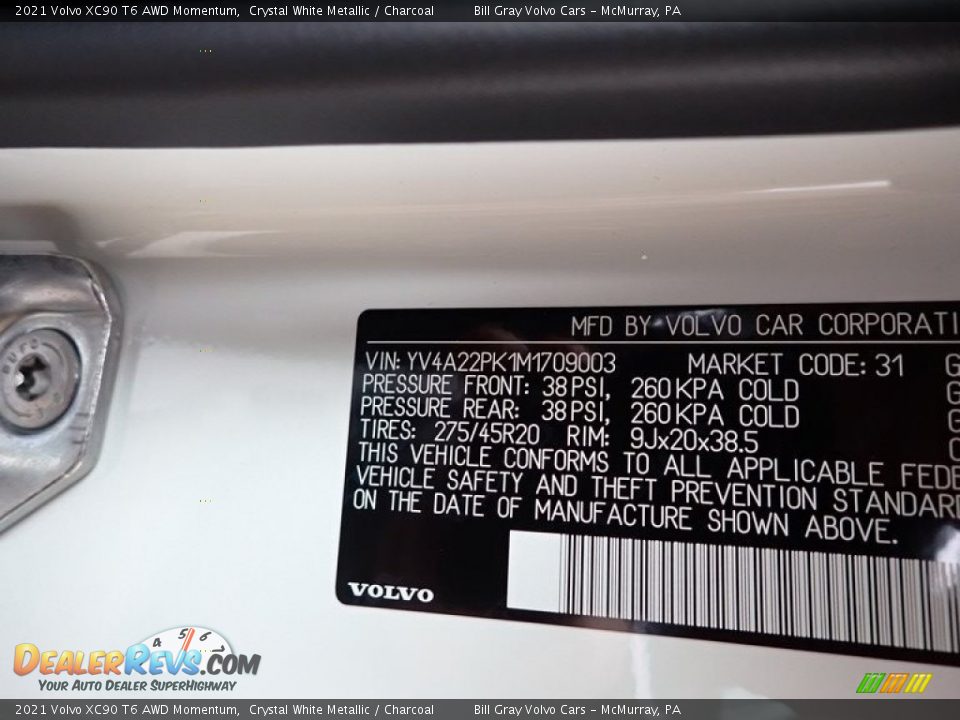 2021 Volvo XC90 T6 AWD Momentum, Crystal White Metallic / Charcoal Bill Gray Volvo Cars - McMurray, PA
MFD BY VOLVO CAR CORPORATI
VIN: YV4A22PK1M1709003 MARKET CODE: 31 G
PRESSURE FRONT: 38 PSI, 260 KPA COLD G
PRESSURE REAR: 38 PSI, 260 KPA COLD G
TIRES: 275/45R20 RIM: 9Jx20x38.5
THIS VEHICLE CONFORMS TO ALL APPLICABLE FEDE
VEHICLE SAFETY AND THEFT PREVENTION STANDARD
ON THE DATE OF MANUFACTURE SHOWN ABOVE.
VOLVO
4 5 6
DEALERREVS.COM
YOUR AUTO DEALER SUPERHIGHWAY
2021 Volvo XC90 T6 AWD Momentum, Crystal White Metallic / Charcoal Bill Gray Volvo Cars - McMurray, PA